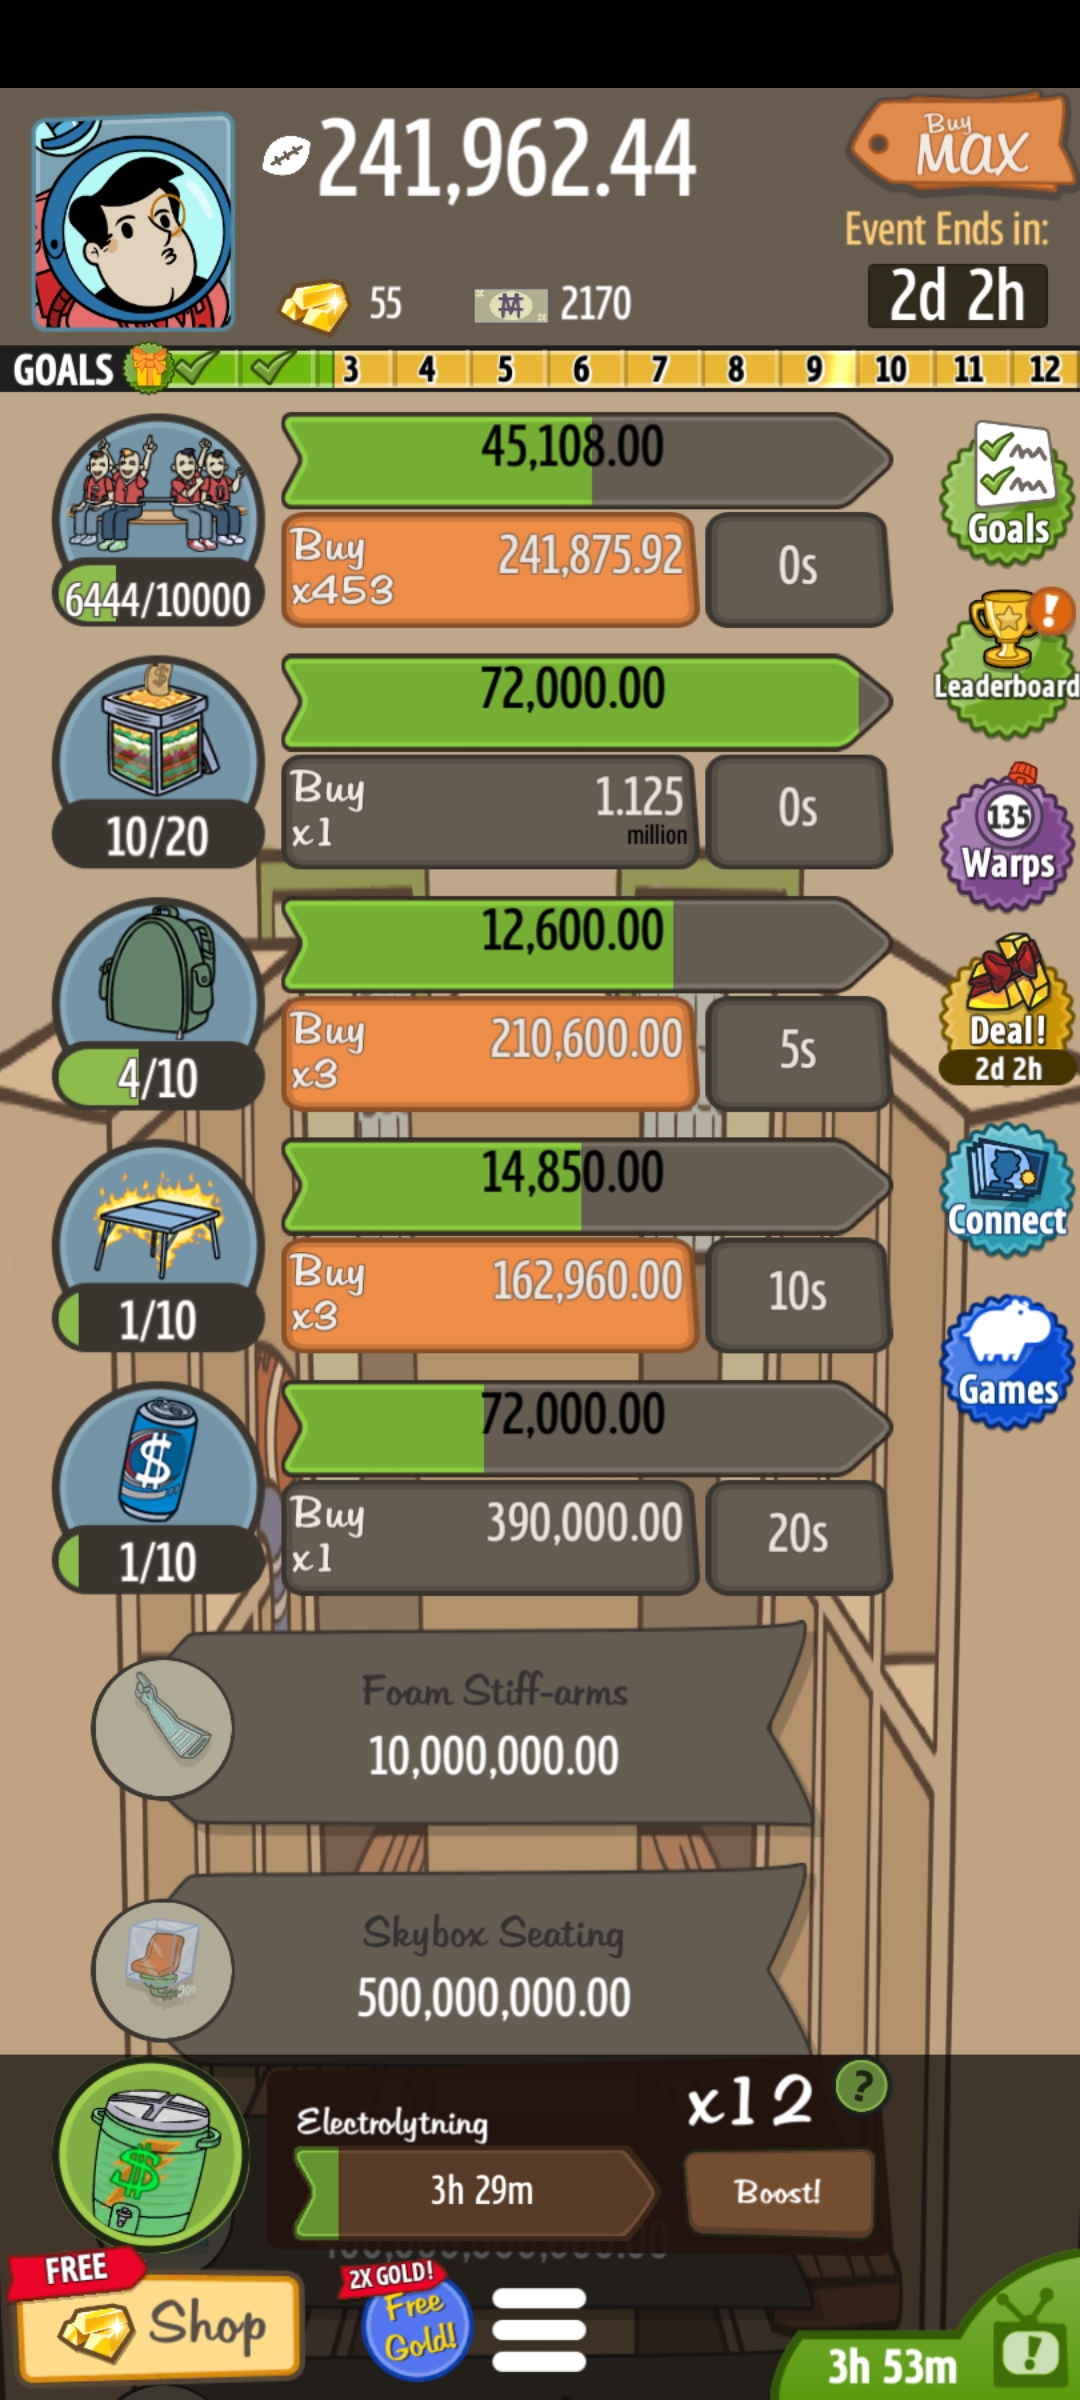 241,962.44
Buy
MAX
Event Ends in:
55
2170
2d 2h
GOALS 3 4 5 6 7 8 9 10 11 12
45,108.00
Buy
x453
241,875.92
0s
6444/10000
Goals
72,000.00
Leaderboard
Buy
x1
1.125
million
0s
10/20
135
Warps
12,600.00
Buy
x3
210,600.00
5s
4/10
Deal!
2d 2h
14,850.00
Buy
x3
162,960.00
10s
1/10
Connect
72,000.00
Games
$
Buy
x1
390,000.00
20s
1/10
Foam Stiff-arms
10,000,000.00
Skybox Seating
500,000,000.00
x12
?
Electrolytning
3h 29m
Boost!
$
FREE
Shop
2X GOLD!
Free
Gold!
3h 53m